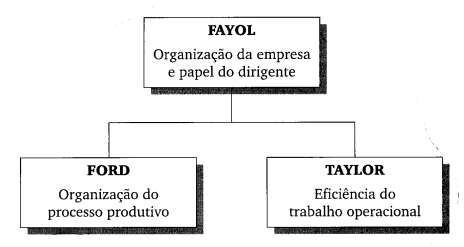 FAYOL
Organização da empresa
e papel do dirigente
FORD
Organização do
processo produtivo
TAYLOR
Eficiência do
trabalho operacional